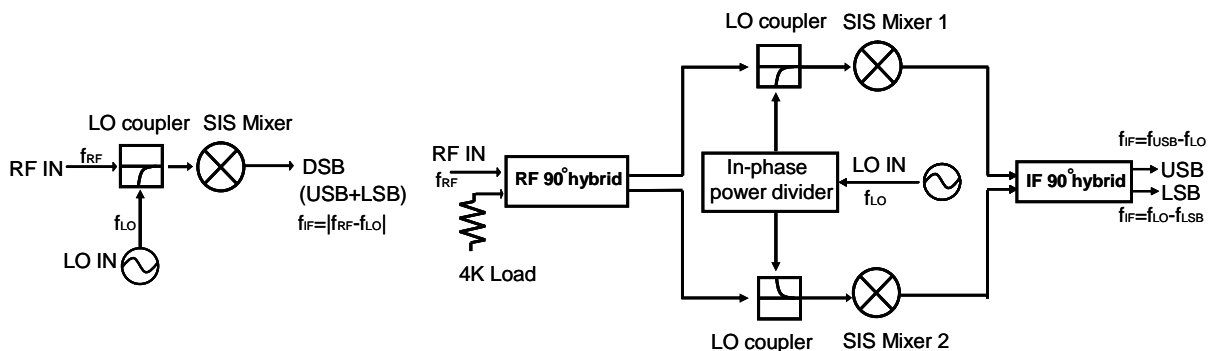 LO coupler SIS Mixer
RF IN
fRF
DSB
(USB+LSB)
fIF=|fRF-fLO|
fLO
LO IN
LO coupler
SIS Mixer 1
RF IN
fRF
RF 90°hybrid
4K Load
In-phase
power divider
LO IN
fLO
IF 90°hybrid
fIF=fUSB-fLO
USB
LSB
fIF=fLO-fLSB
LO coupler
SIS Mixer 2